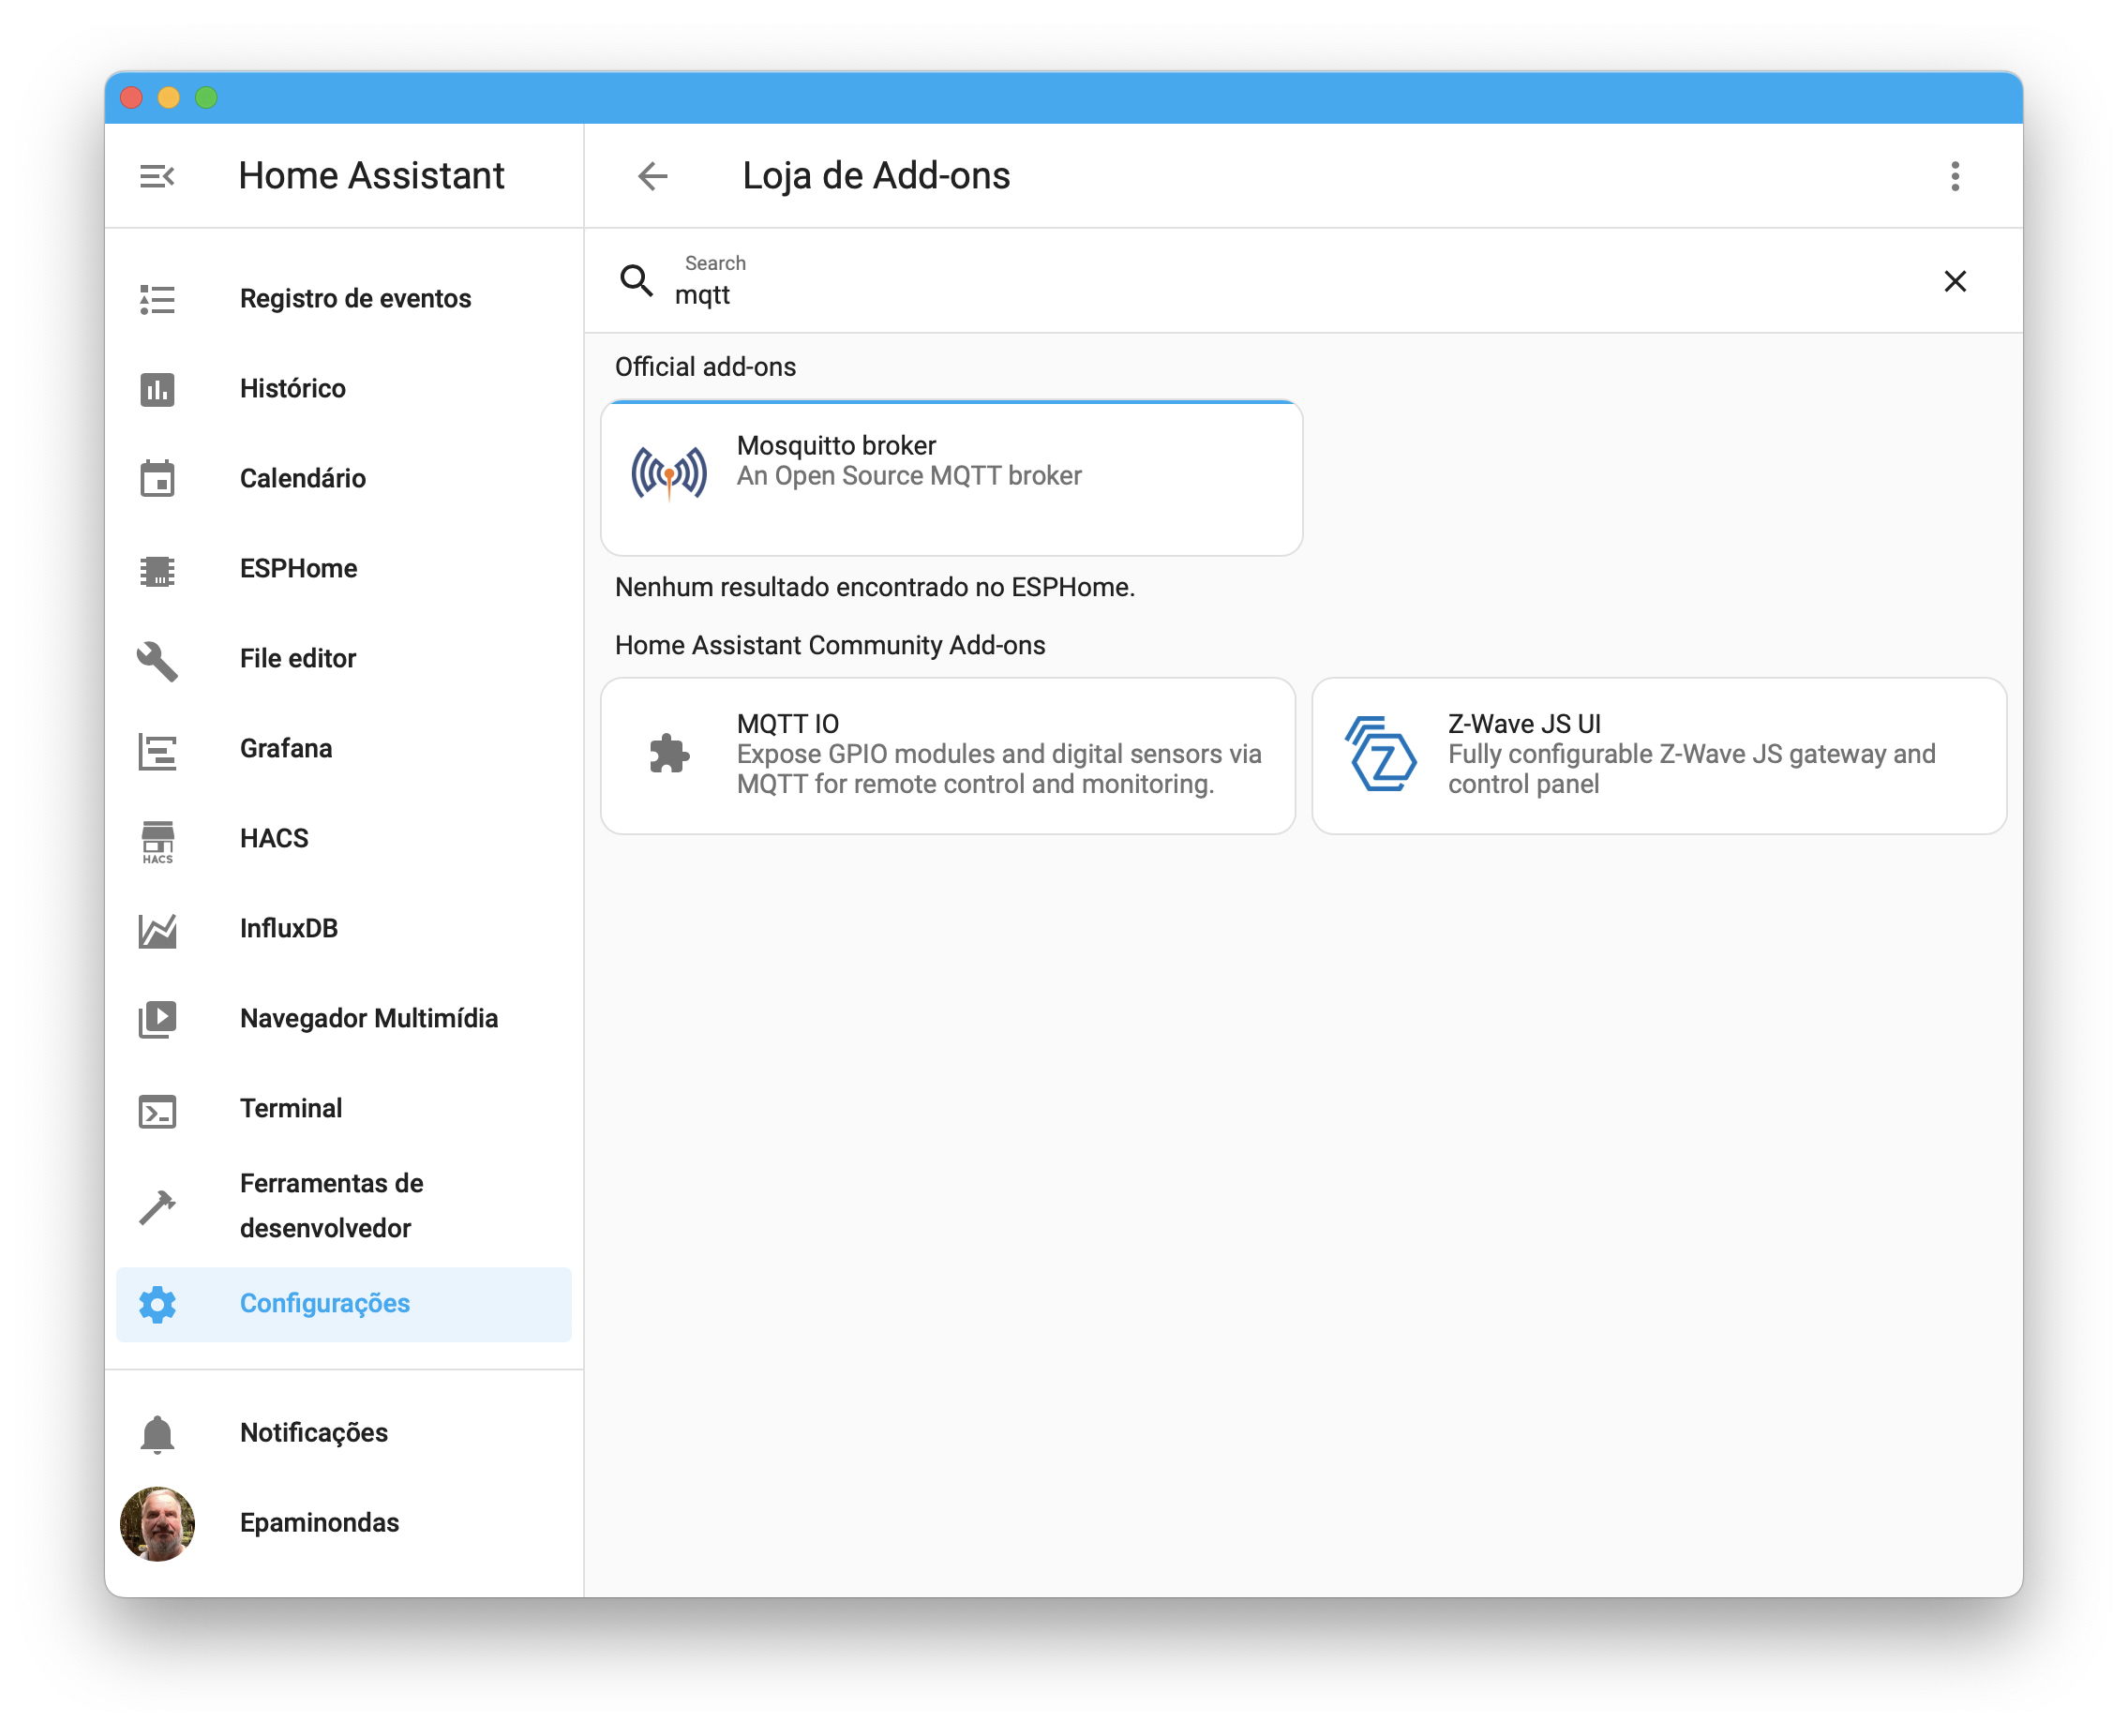 Home Assistant
Loja de Add-ons
Registro de eventos
Histórico
Calendário
ESPHome
File editor
Grafana
HACS
HACS
InfluxDB
Navegador Multimídia
Terminal
Ferramentas de
desenvolvedor
Configurações
Notificações
Epaminondas
Search
mqtt
Official add-ons
Mosquitto broker
An Open Source MQTT broker
Nenhum resultado encontrado no ESPHome.
Home Assistant Community Add-ons
MQTT IO
Expose GPIO modules and digital sensors via
MQTT for remote control and monitoring.
Z-Wave JS UI
Fully configurable Z-Wave JS gateway and
control panel